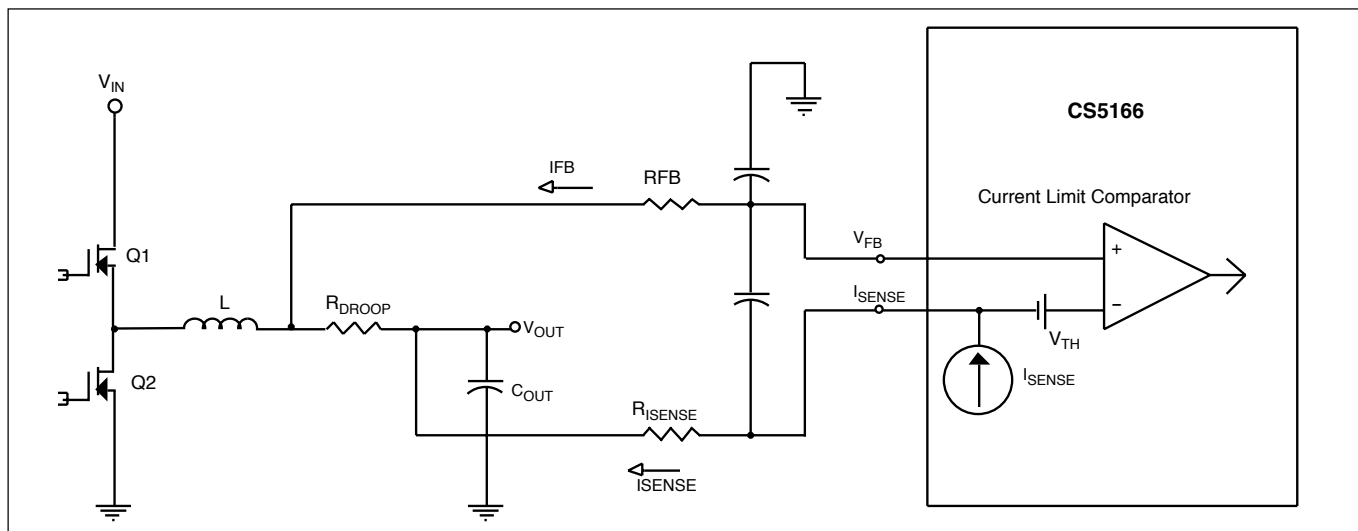 V_IN
CS5166
IFB
RFB
Current Limit Comparator
V_FB
+
Q1
I_SENSE
L
R_DROOP
−
V_OUT
V_TH
Q2
C_OUT
I_SENSE
R_ISENSE
ISENSE